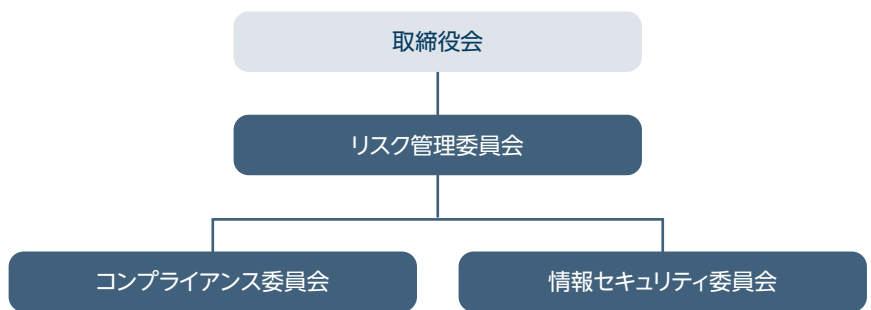 取締役会
リスク管理委員会
コンプライアンス委員会
情報セキュリティ委員会